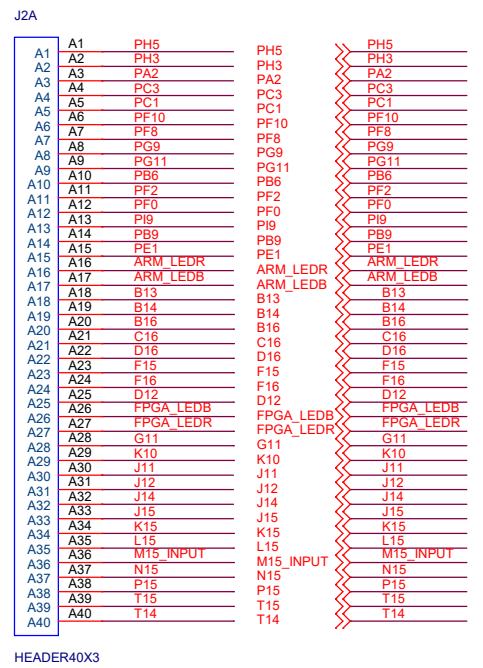 J2A
A1 A1 PH5 PH5 PH5
A2 A2 PH3 PH3 PH3
A3 A3 PA2 PA2 PA2
A4 A4 PC3 PC3 PC3
A5 A5 PC1 PC1 PC1
A6 A6 PF10 PF10 PF10
A7 A7 PF8 PF8 PF8
A8 A8 PG9 PG9 PG9
A9 A9 PG11 PG11 PG11
A10 A10 PB6 PB6 PB6
A11 A11 PF2 PF2 PF2
A12 A12 PF0 PF0 PF0
A13 A13 PI9 PI9 PI9
A14 A14 PB9 PB9 PB9
A15 A15 PE1 PE1 PE1
A16 A16 ARM_LEDR ARM_LEDR ARM_LEDR
A17 A17 ARM_LEDB ARM_LEDB ARM_LEDB
A18 A18 B13 B13 B13
A19 A19 B14 B14 B14
A20 A20 B16 B16 B16
A21 A21 C16 C16 C16
A22 A22 D16 D16 D16
A23 A23 F15 F15 F15
A24 A24 F16 F16 F16
A25 A25 D12 D12 D12
A26 A26 FPGA_LEDB FPGA_LEDB FPGA_LEDB
A27 A27 FPGA_LEDR FPGA_LEDR FPGA_LEDR
A28 A28 G11 G11 G11
A29 A29 K10 K10 K10
A30 A30 J11 J11 J11
A31 A31 J12 J12 J12
A32 A32 J14 J14 J14
A33 A33 J15 J15 J15
A34 A34 K15 K15 K15
A35 A35 L15 L15 L15
A36 A36 M15_INPUT M15_INPUT M15_INPUT
A37 A37 N15 N15 N15
A38 A38 P15 P15 P15
A39 A39 T15 T15 T15
A40 A40 T14 T14 T14
HEADER40X3